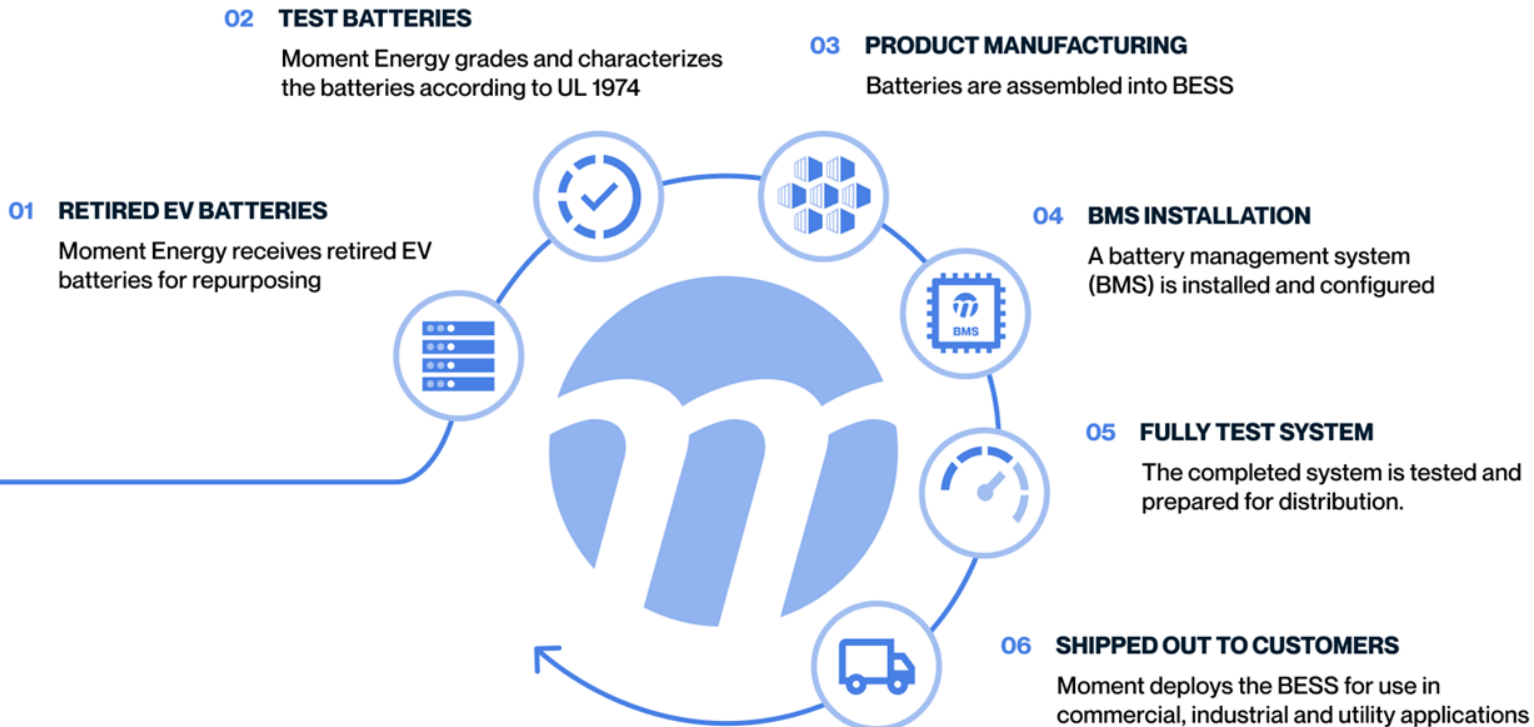 02 TEST BATTERIES
Moment Energy grades and characterizes
the batteries according to UL 1974
03 PRODUCT MANUFACTURING
Batteries are assembled into BESS
01 RETIRED EV BATTERIES
Moment Energy receives retired EV
batteries for repurposing
04 BMS INSTALLATION
A battery management system
(BMS) is installed and configured
m
BMS
m
05 FULLY TEST SYSTEM
The completed system is tested and
prepared for distribution.
06 SHIPPED OUT TO CUSTOMERS
Moment deploys the BESS for use in
commercial, industrial and utility applications